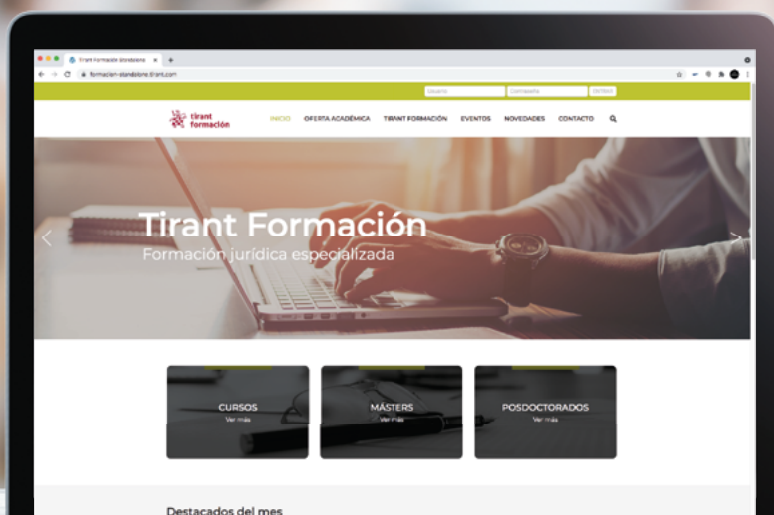 Tirant Formación Standalone
formacion-standalone.tirant.com
Usuario
Contraseña
ENTRAR
tirant
formación
INICIO OFERTA ACADÉMICA TIRANT FORMACIÓN EVENTOS NOVEDADES CONTACTO
Tirant Formación
Formación jurídica especializada
CURSOS MÁSTERS POSDOCTORADOS
Ver más Ver más Ver más
Destacados del mes